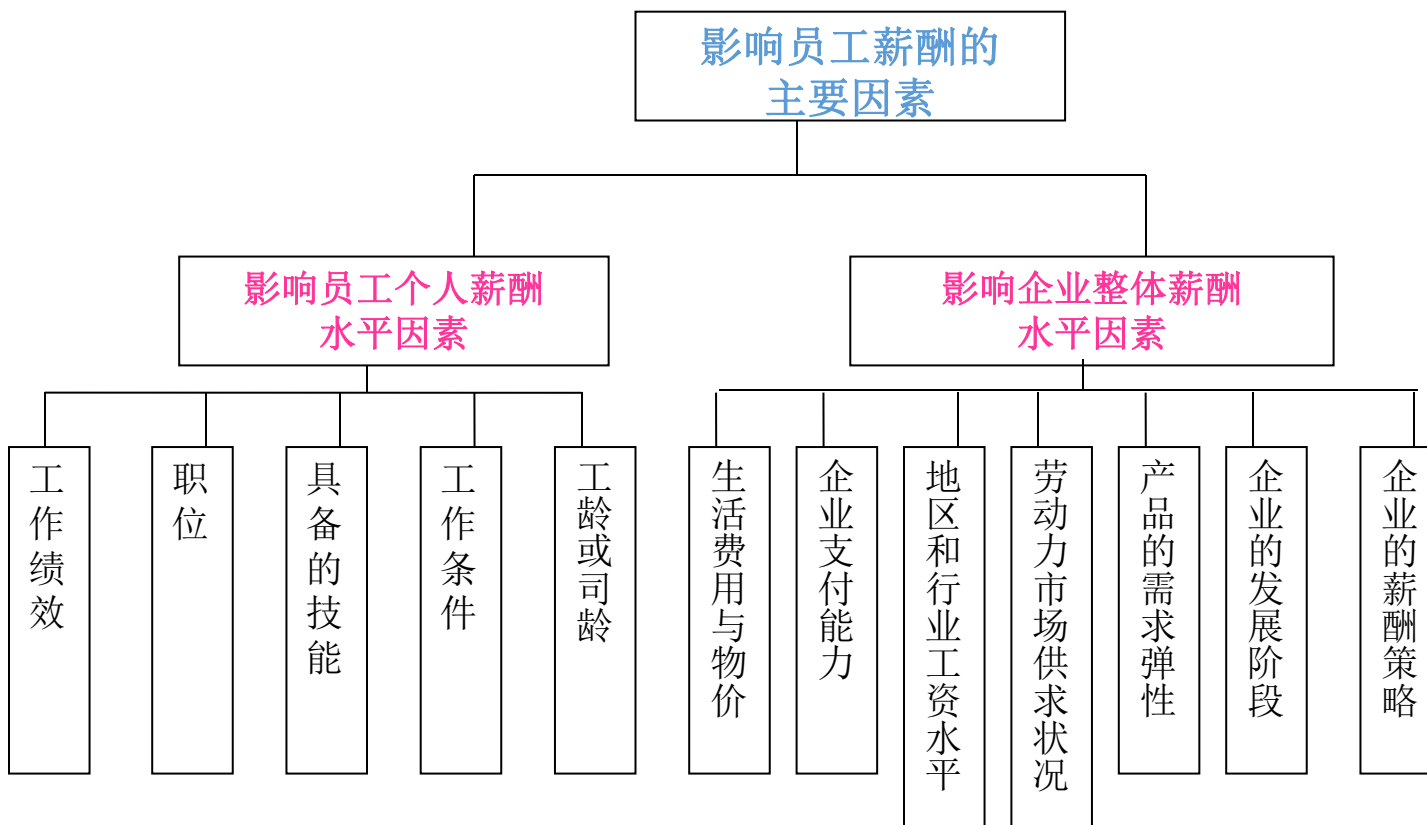 影响员工薪酬的
主要因素
影响员工个人薪酬
水平因素
影响企业整体薪酬
水平因素
工作绩效
职位
具备的技能
工作条件
工龄或司龄
生活费用与物价
企业支付能力
地区和行业工资水平
劳动力市场供求状况
产品的需求弹性
企业的发展阶段
企业的薪酬策略